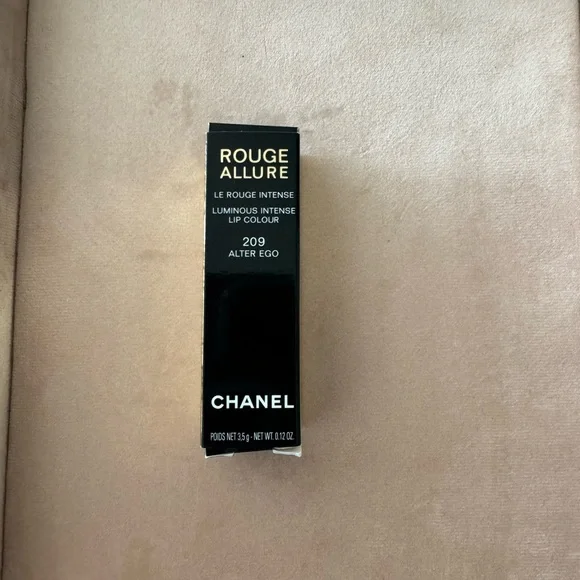 ROUGE
ALLURE
LE ROUGE INTENSE
LUMINOUS INTENSE
LIP COLOUR
209
ALTER EGO
CHANEL
POIDS NET 3,5 g - NET WT. 0.12 OZ.